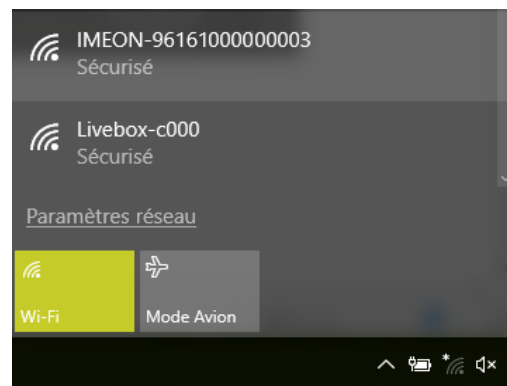 IMEON-96161000000003
Sécurisé
Livebox-c000
Sécurisé
Paramètres réseau
Wi-Fi
Mode Avion